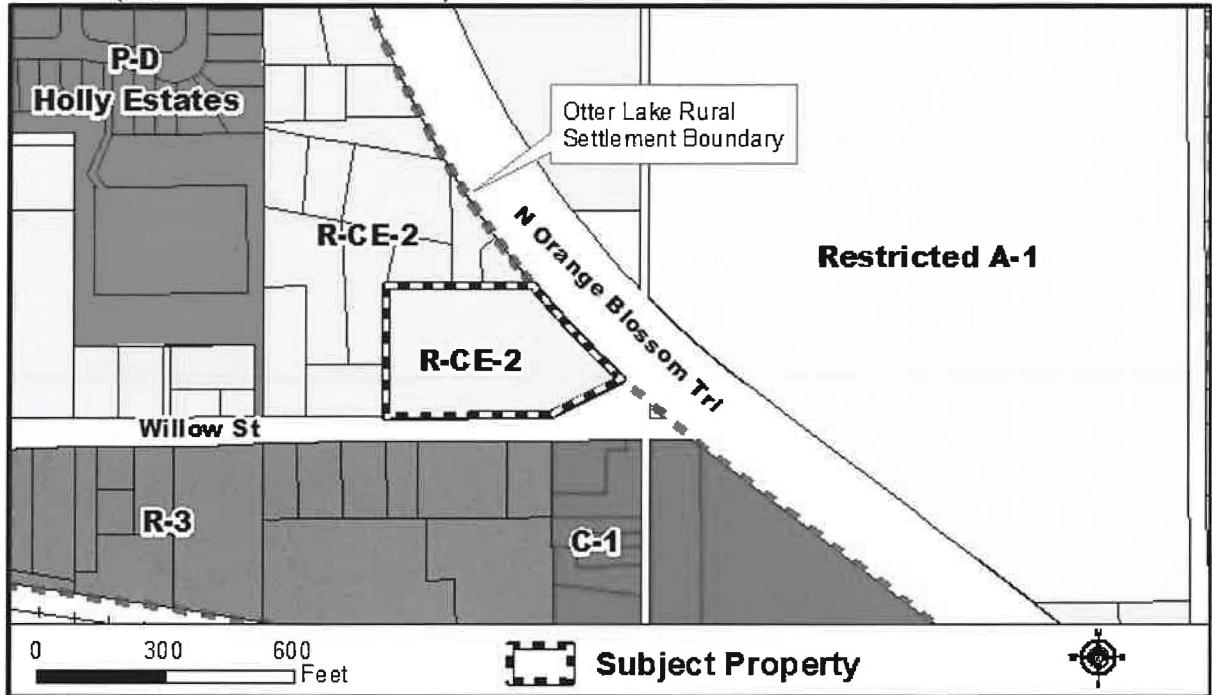 P-D
Holly Estates
Otter Lake Rural
Settlement Boundary
R-CE-2
N Orange Blossom Trl
Restricted A-1
R-CE-2
Willow St
R-3
C-1
0 300 600
Feet
Subject Property